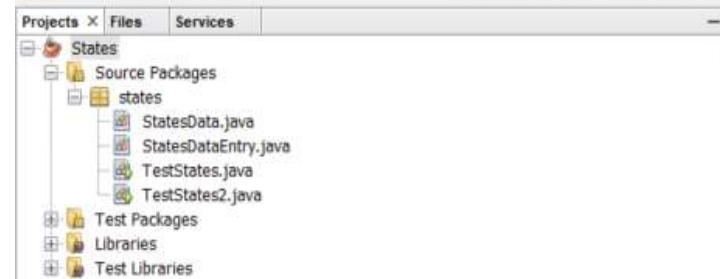 Projects Files Services
States
Source Packages
states
StatesData.java
StatesDataEntry.java
TestStates.java
TestStates2.java
Test Packages
Libraries
Test Libraries